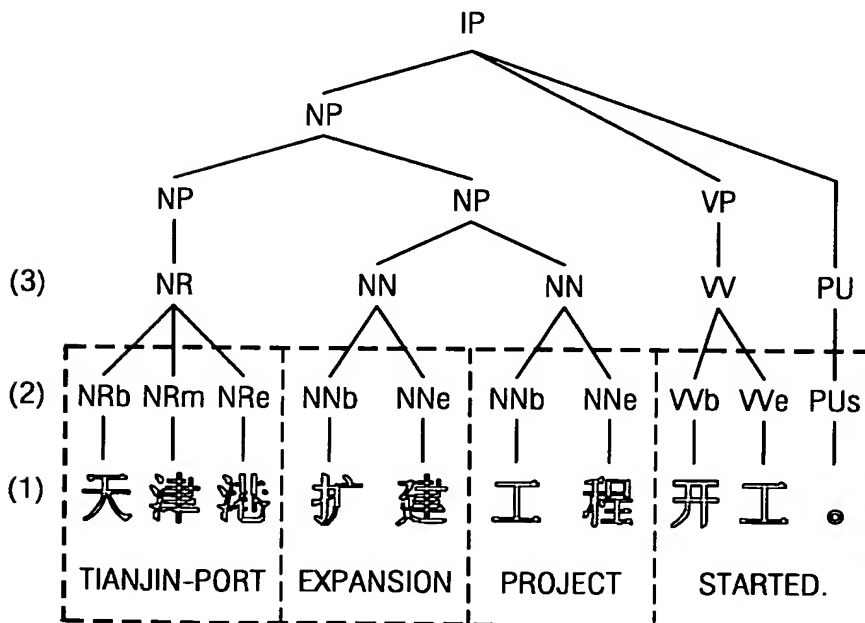 IP
NP
NP NP VP
(3) NR NN NN VV PU
(2) NRb NRm NRe NNb NNe NNb NNe VVb VVe PUs
(1) 天 津 港 扩 建 工 程 开 工 。
TIANJIN-PORT EXPANSION PROJECT STARTED.